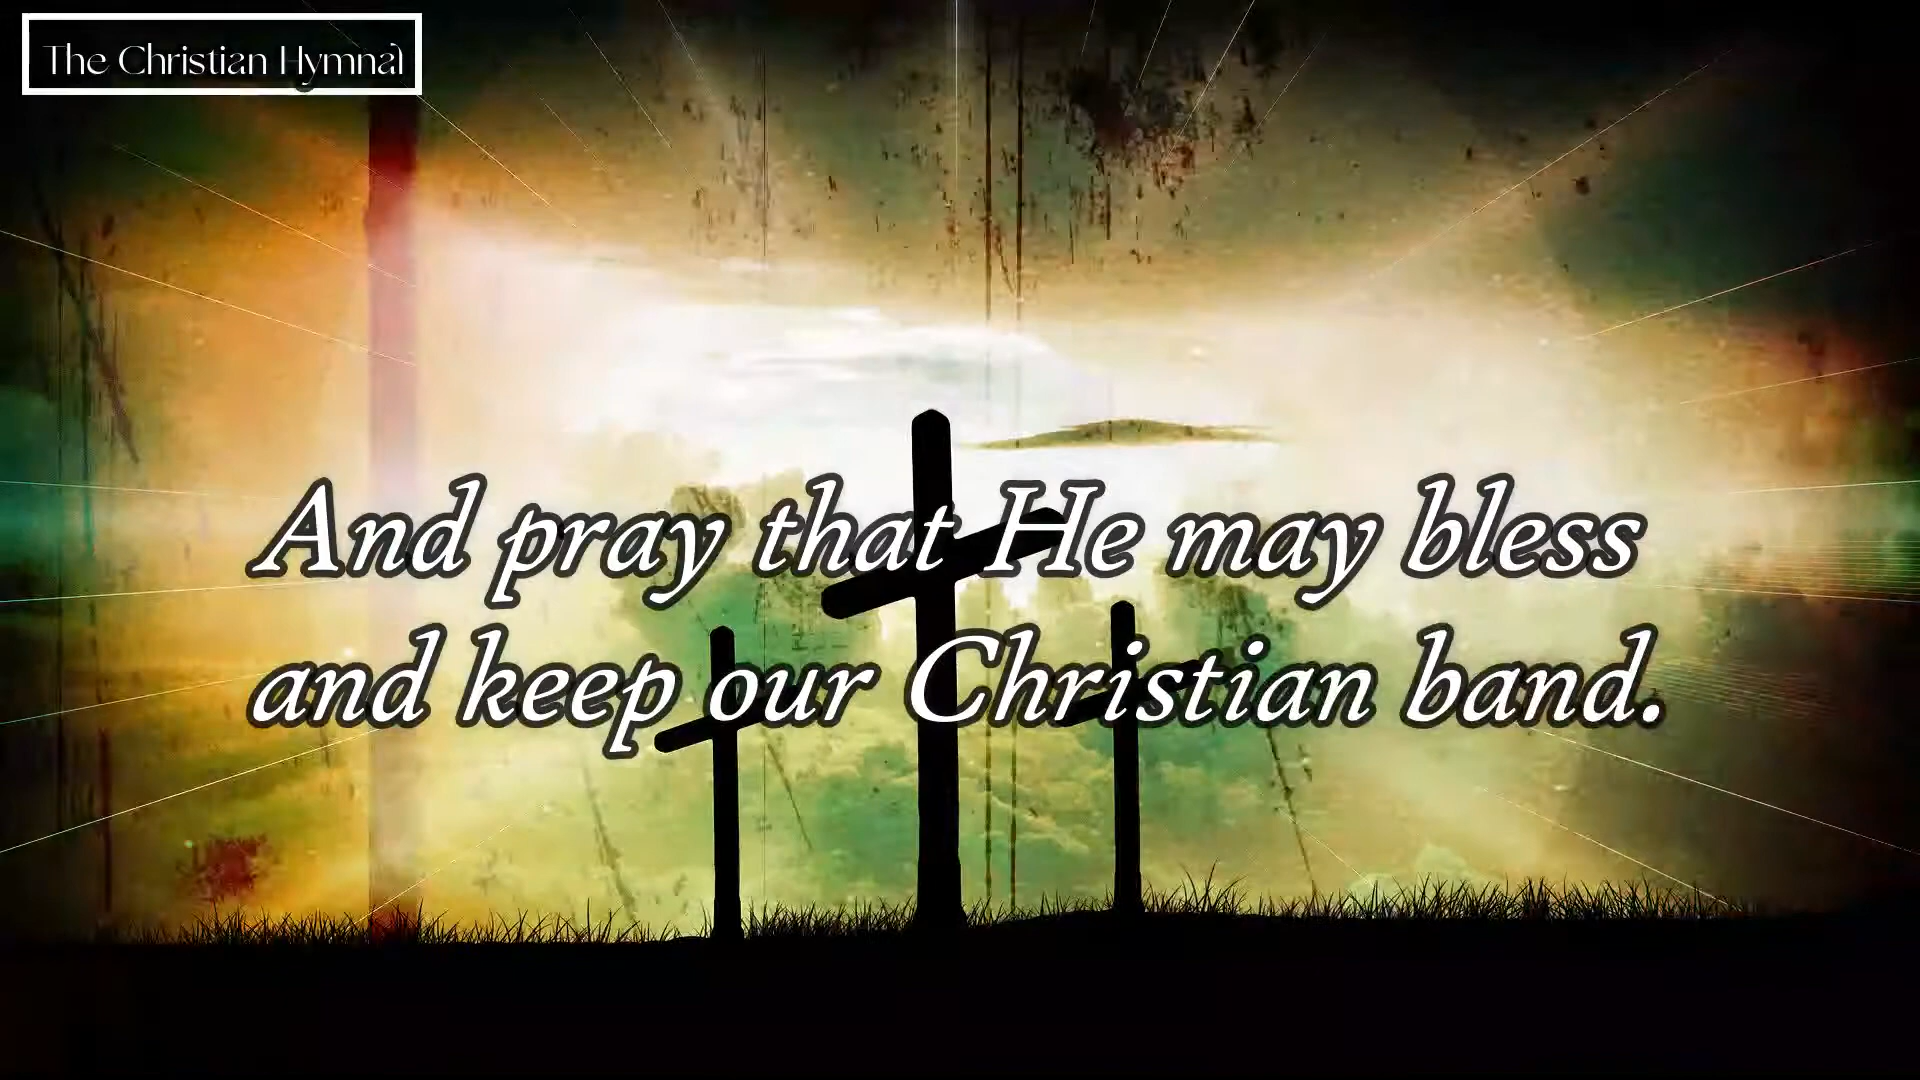 The Christian Hymnal
And pray that He may bless
and keep our Christian band.